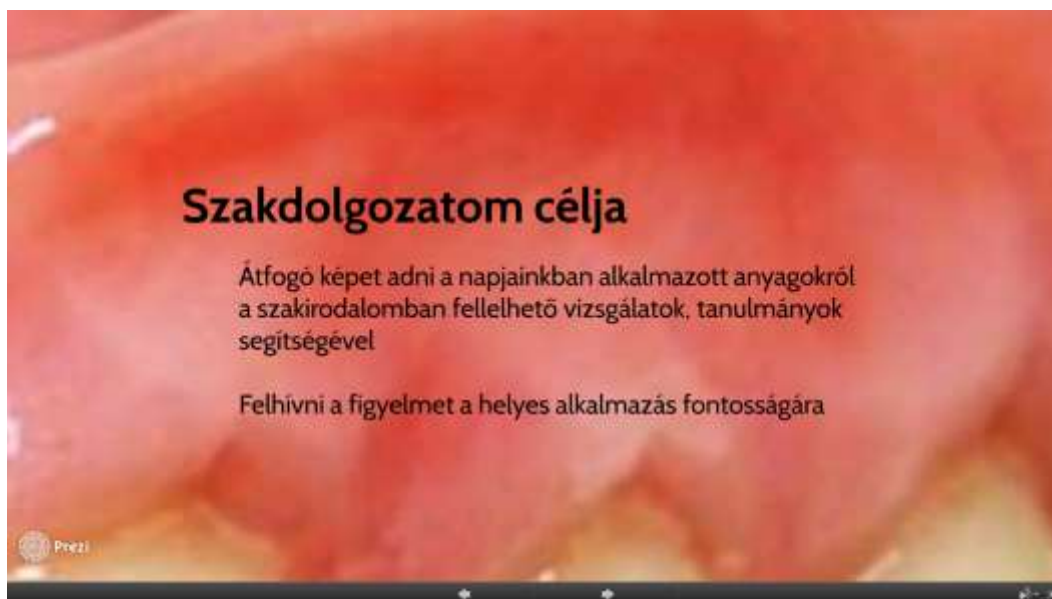 Szakdolgozatom célja
Átfogó képet adni a napjainkban alkalmazott anyagokról
a szakirodalomban fellelhető vizsgálatok, tanulmányok
segítségével
Felhívni a figyelmet a helyes alkalmazás fontosságára
Prezi